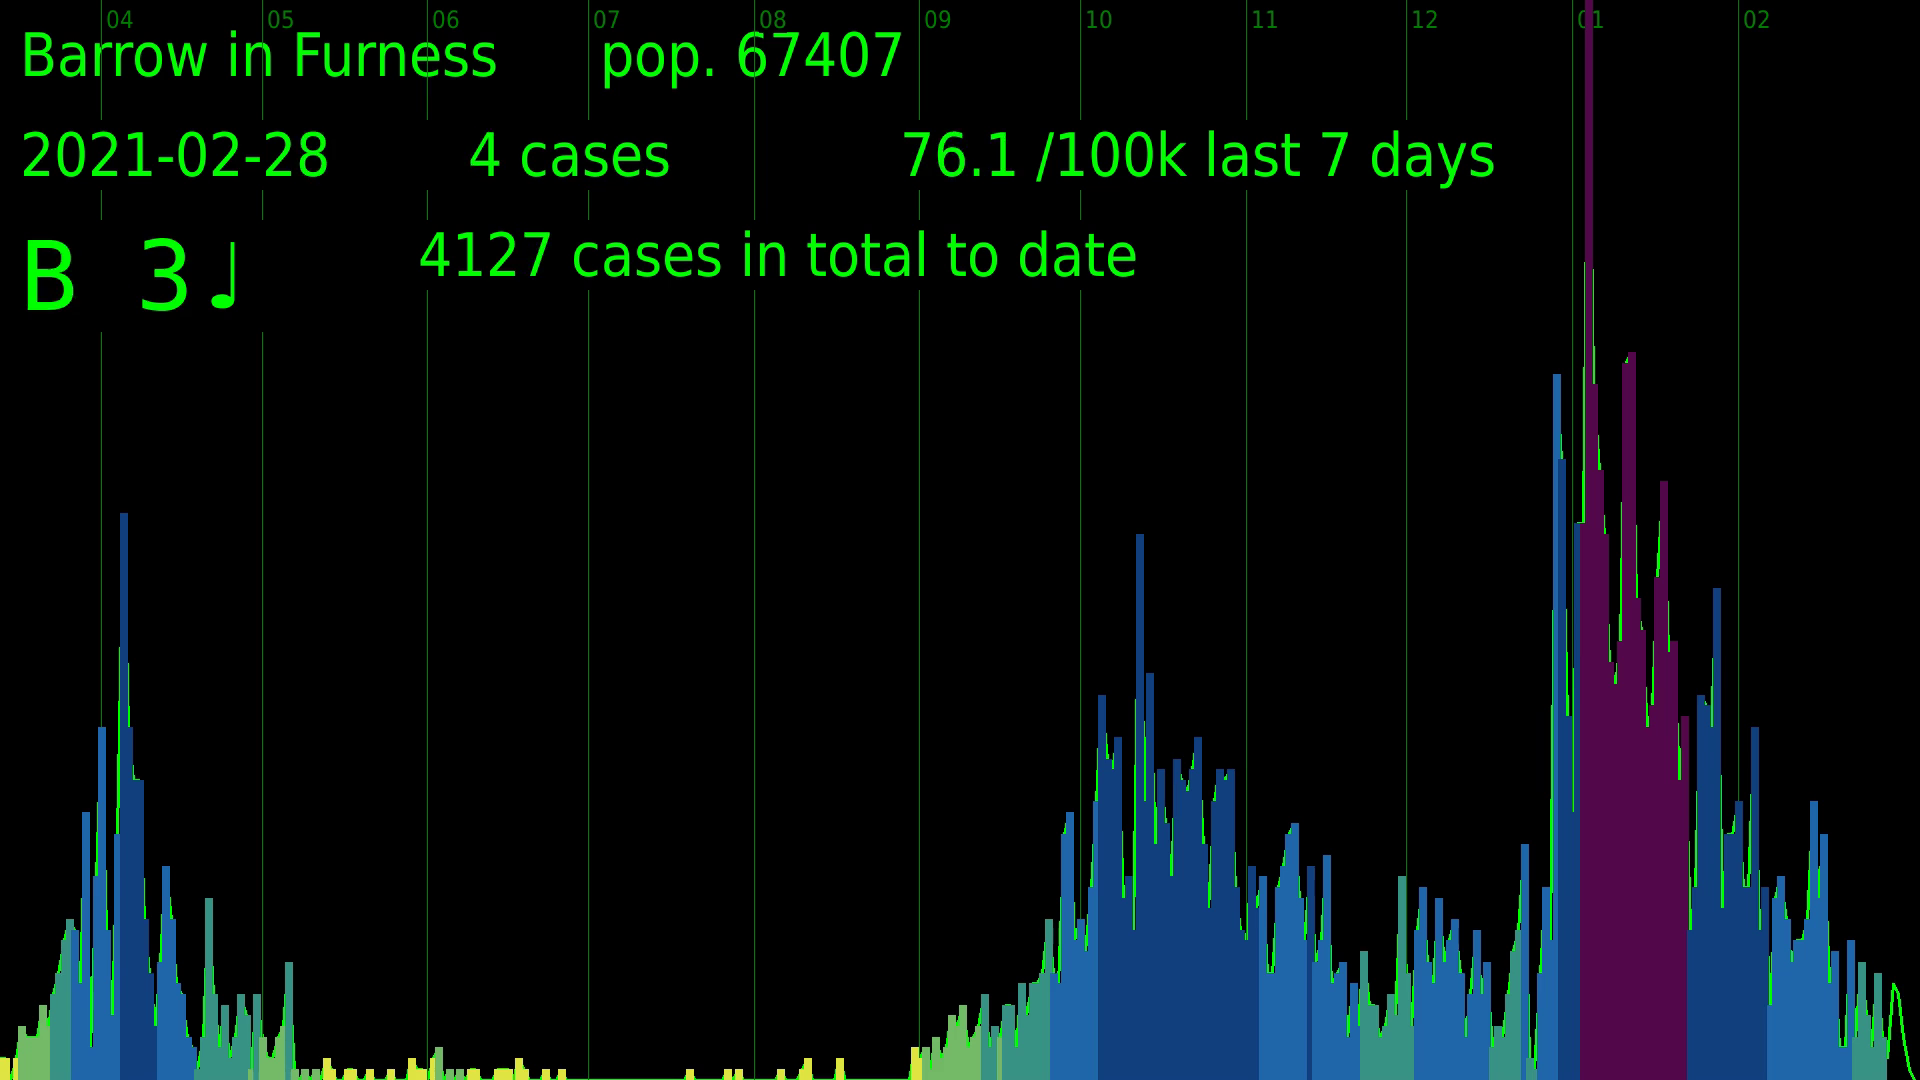 04 05 06 07 08 09 10 11 12 01 02
Barrow in Furness pop. 67407
2021-02-28 4 cases 76.1 /100k last 7 days
B 3♩ 4127 cases in total to date